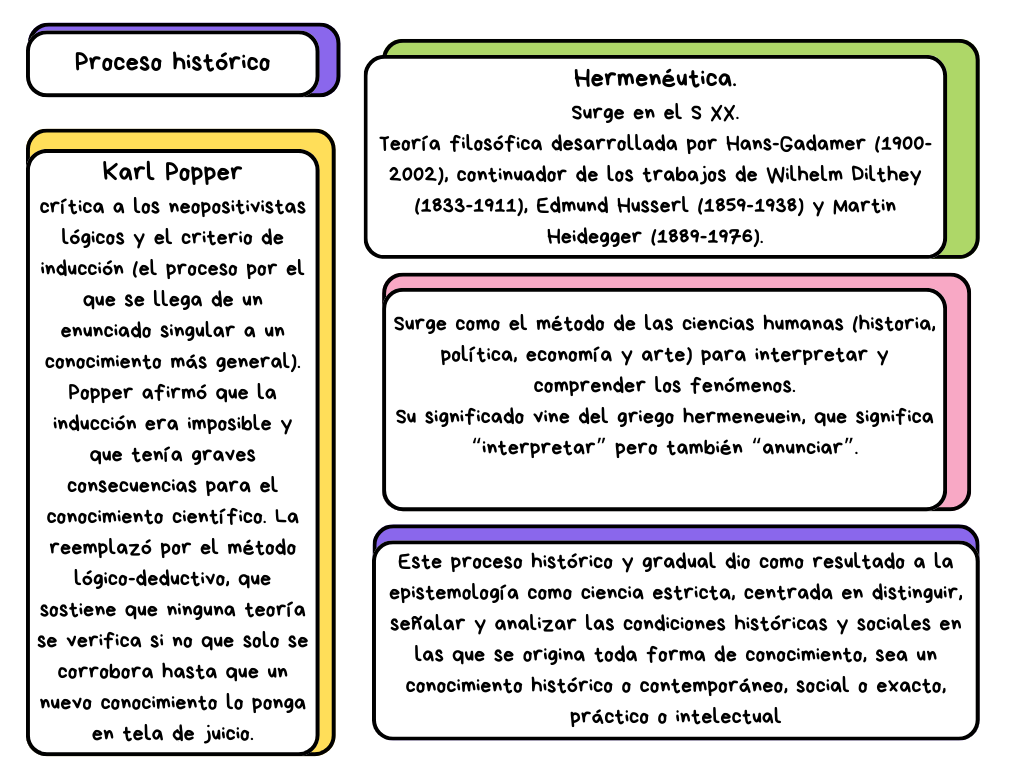 Proceso histórico
Karl Popper
crítica a los neopositivistas
lógicos y el criterio de
inducción (el proceso por el
que se llega de un
enunciado singular a un
conocimiento más general).
Popper afirmó que la
inducción era imposible y
que tenía graves
consecuencias para el
conocimiento científico. La
reemplazó por el método
lógico-deductivo, que
sostiene que ninguna teoría
se verifica si no que solo se
corrobora hasta que un
nuevo conocimiento lo ponga
en tela de juicio.
Hermenéutica.
Surge en el S XX.
Teoría filosófica desarrollada por Hans-Gadamer (1900-
2002), continuador de los trabajos de Wilhelm Dilthey
(1833-1911), Edmund Husserl (1859-1938) y Martin
Heidegger (1889-1976).
Surge como el método de las ciencias humanas (historia,
política, economía y arte) para interpretar y
comprender los fenómenos.
Su significado vine del griego hermeneuein, que significa
“interpretar” pero también “anunciar”.
Este proceso histórico y gradual dio como resultado a la
epistemología como ciencia estricta, centrada en distinguir,
señalar y analizar las condiciones históricas y sociales en
las que se origina toda forma de conocimiento, sea un
conocimiento histórico o contemporáneo, social o exacto,
práctico o intelectual